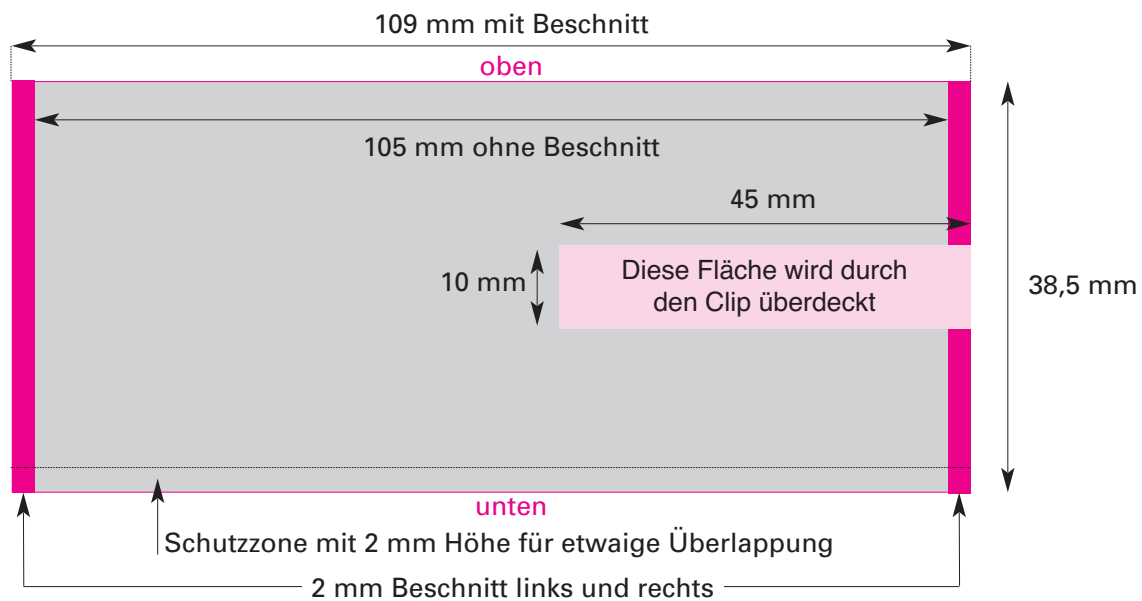 109 mm mit Beschnitt
oben
105 mm ohne Beschnitt
45 mm
10 mm
Diese Fläche wird durch
den Clip überdeckt
38,5 mm
unten
Schutzzone mit 2 mm Höhe für etwaige Überlappung
2 mm Beschnitt links und rechts